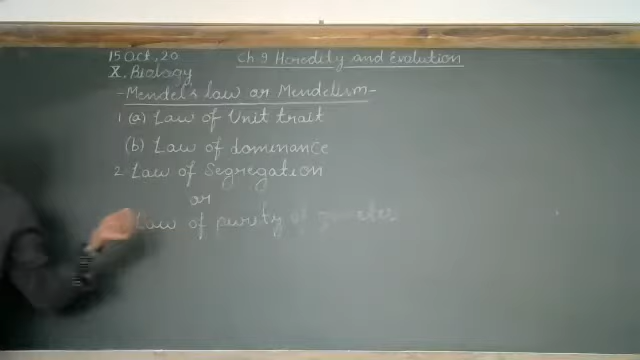 15 Oct, 20
Ch 9 Heredity and Evolution
X. Biology
- Mendel's law or Mendelism -
1 (a) Law of Unit trait
(b) Law of dominance
2 Law of Segregation
or
Law of purity of gametes